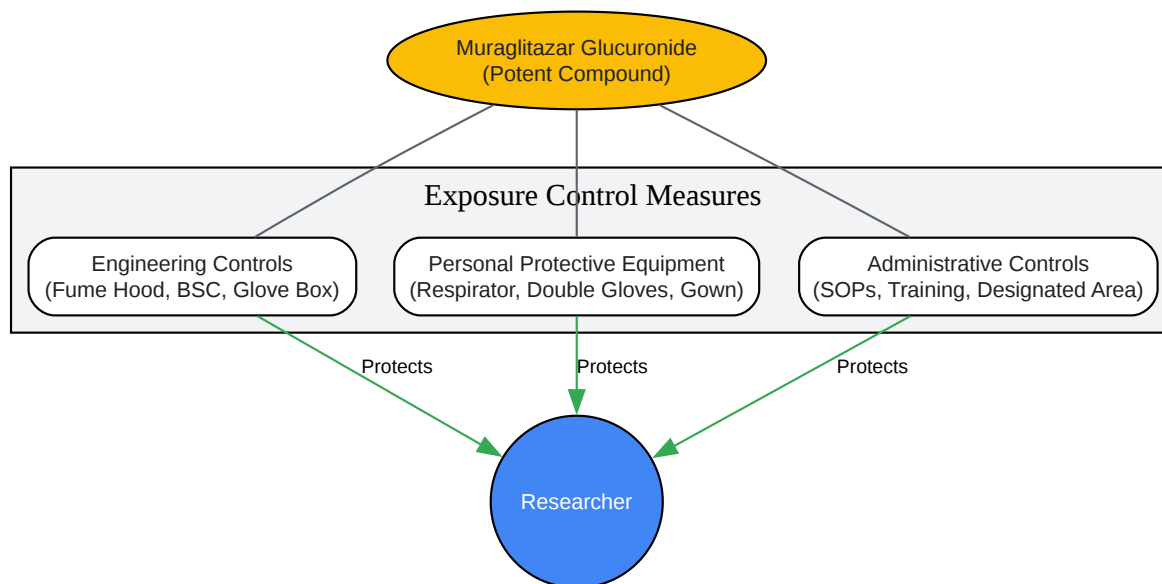 Muraglitazar Glucuronide
(Potent Compound)
Exposure Control Measures
Engineering Controls
(Fume Hood, BSC, Glove Box)
Personal Protective Equipment
(Respirator, Double Gloves, Gown)
Administrative Controls
(SOPs, Training, Designated Area)
Protects
Protects
Protects
Researcher